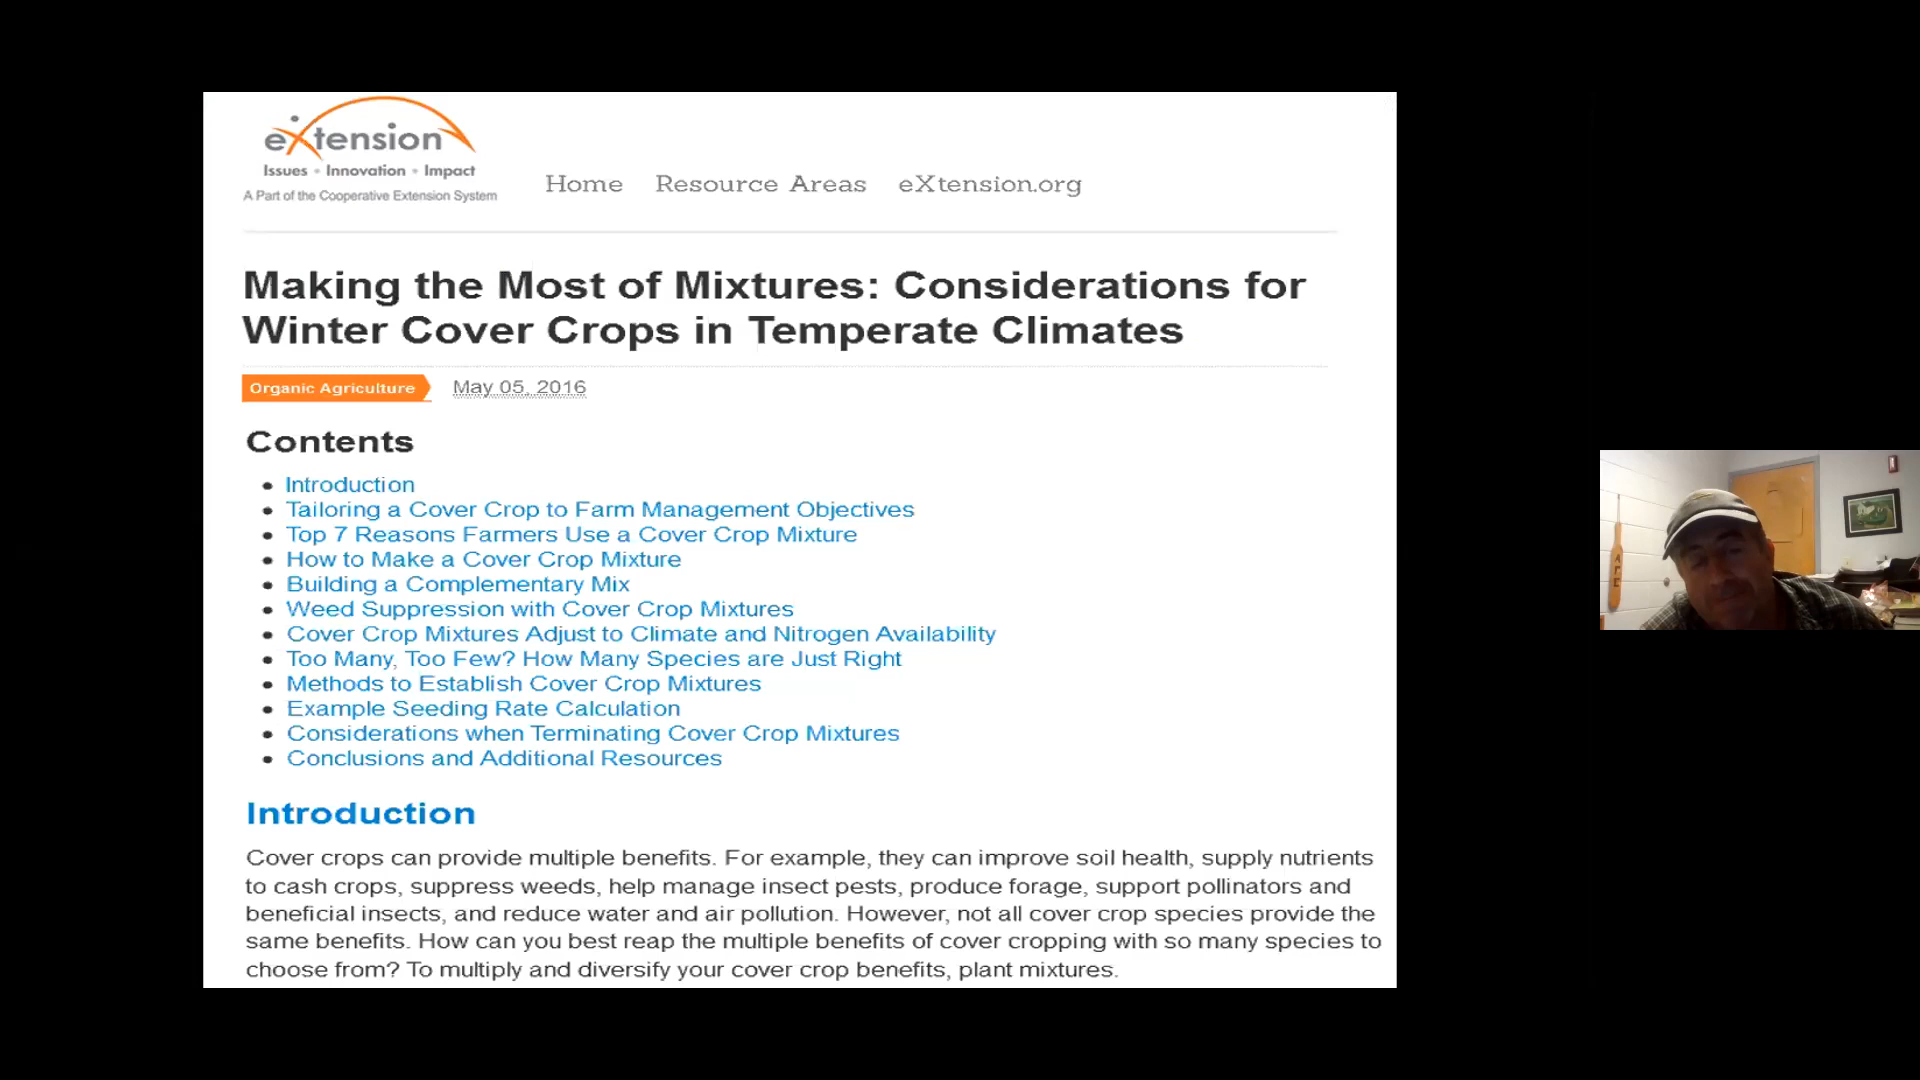 eXtension
Issues • Innovation • Impact
A Part of the Cooperative Extension System
Home Resource Areas eXtension.org
Making the Most of Mixtures: Considerations for
Winter Cover Crops in Temperate Climates
Organic Agriculture May 05, 2016
Contents
• Introduction
• Tailoring a Cover Crop to Farm Management Objectives
• Top 7 Reasons Farmers Use a Cover Crop Mixture
• How to Make a Cover Crop Mixture
• Building a Complementary Mix
• Weed Suppression with Cover Crop Mixtures
• Cover Crop Mixtures Adjust to Climate and Nitrogen Availability
• Too Many, Too Few? How Many Species are Just Right
• Methods to Establish Cover Crop Mixtures
• Example Seeding Rate Calculation
• Considerations when Terminating Cover Crop Mixtures
• Conclusions and Additional Resources
Introduction
Cover crops can provide multiple benefits. For example, they can improve soil health, supply nutrients
to cash crops, suppress weeds, help manage insect pests, produce forage, support pollinators and
beneficial insects, and reduce water and air pollution. However, not all cover crop species provide the
same benefits. How can you best reap the multiple benefits of cover cropping with so many species to
choose from? To multiply and diversify your cover crop benefits, plant mixtures.